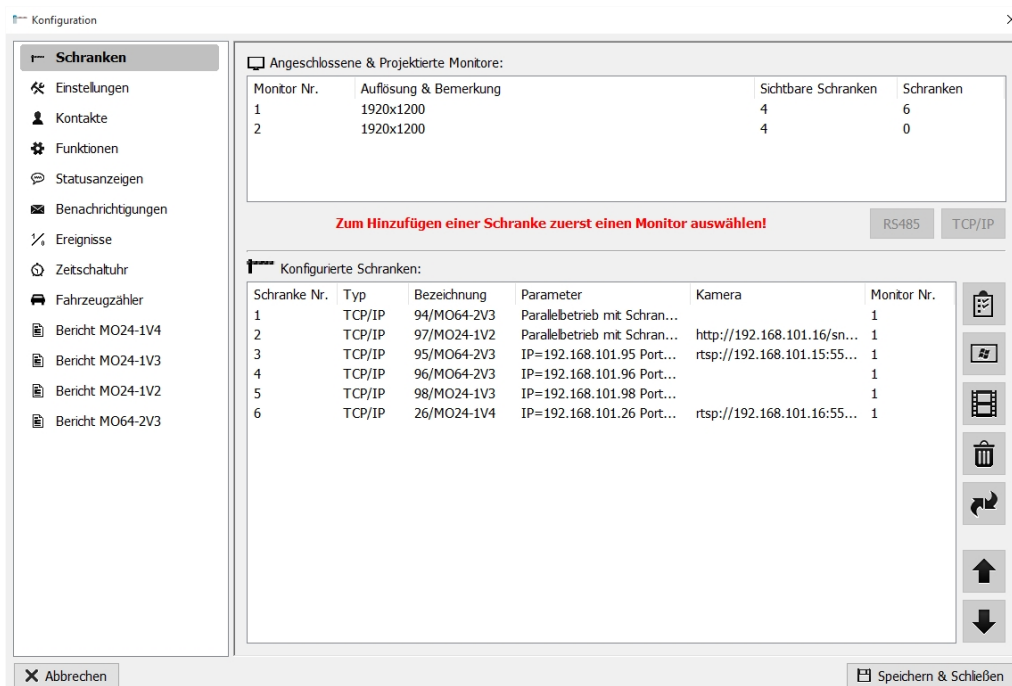 Konfiguration
Schranken
Einstellungen
Kontakte
Funktionen
Statusanzeigen
Benachrichtigungen
Ereignisse
Zeitschaltuhr
Fahrzeugzähler
Bericht MO24-1V4
Bericht MO24-1V3
Bericht MO24-1V2
Bericht MO64-2V3
Angeschlossene & Projektierte Monitore:
Monitor Nr. Auflösung & Bemerkung Sichtbare Schranken Schranken
1 1920x1200 4 6
2 1920x1200 4 0
Zum Hinzufügen einer Schranke zuerst einen Monitor auswählen!
RS485 TCP/IP
Konfigurierte Schranken:
Schranke Nr. Typ Bezeichnung Parameter Kamera Monitor Nr.
1 TCP/IP 94/MO64-2V3 Parallelbetrieb mit Schran... 1
2 TCP/IP 97/MO24-1V2 Parallelbetrieb mit Schran... http://192.168.101.16/sn... 1
3 TCP/IP 95/MO64-2V3 IP=192.168.101.95 Port... rtsp://192.168.101.15:55... 1
4 TCP/IP 96/MO64-2V3 IP=192.168.101.96 Port... 1
5 TCP/IP 98/MO24-1V3 IP=192.168.101.98 Port... 1
6 TCP/IP 26/MO24-1V4 IP=192.168.101.26 Port... rtsp://192.168.101.16:55... 1
Abbrechen
Speichern & Schließen